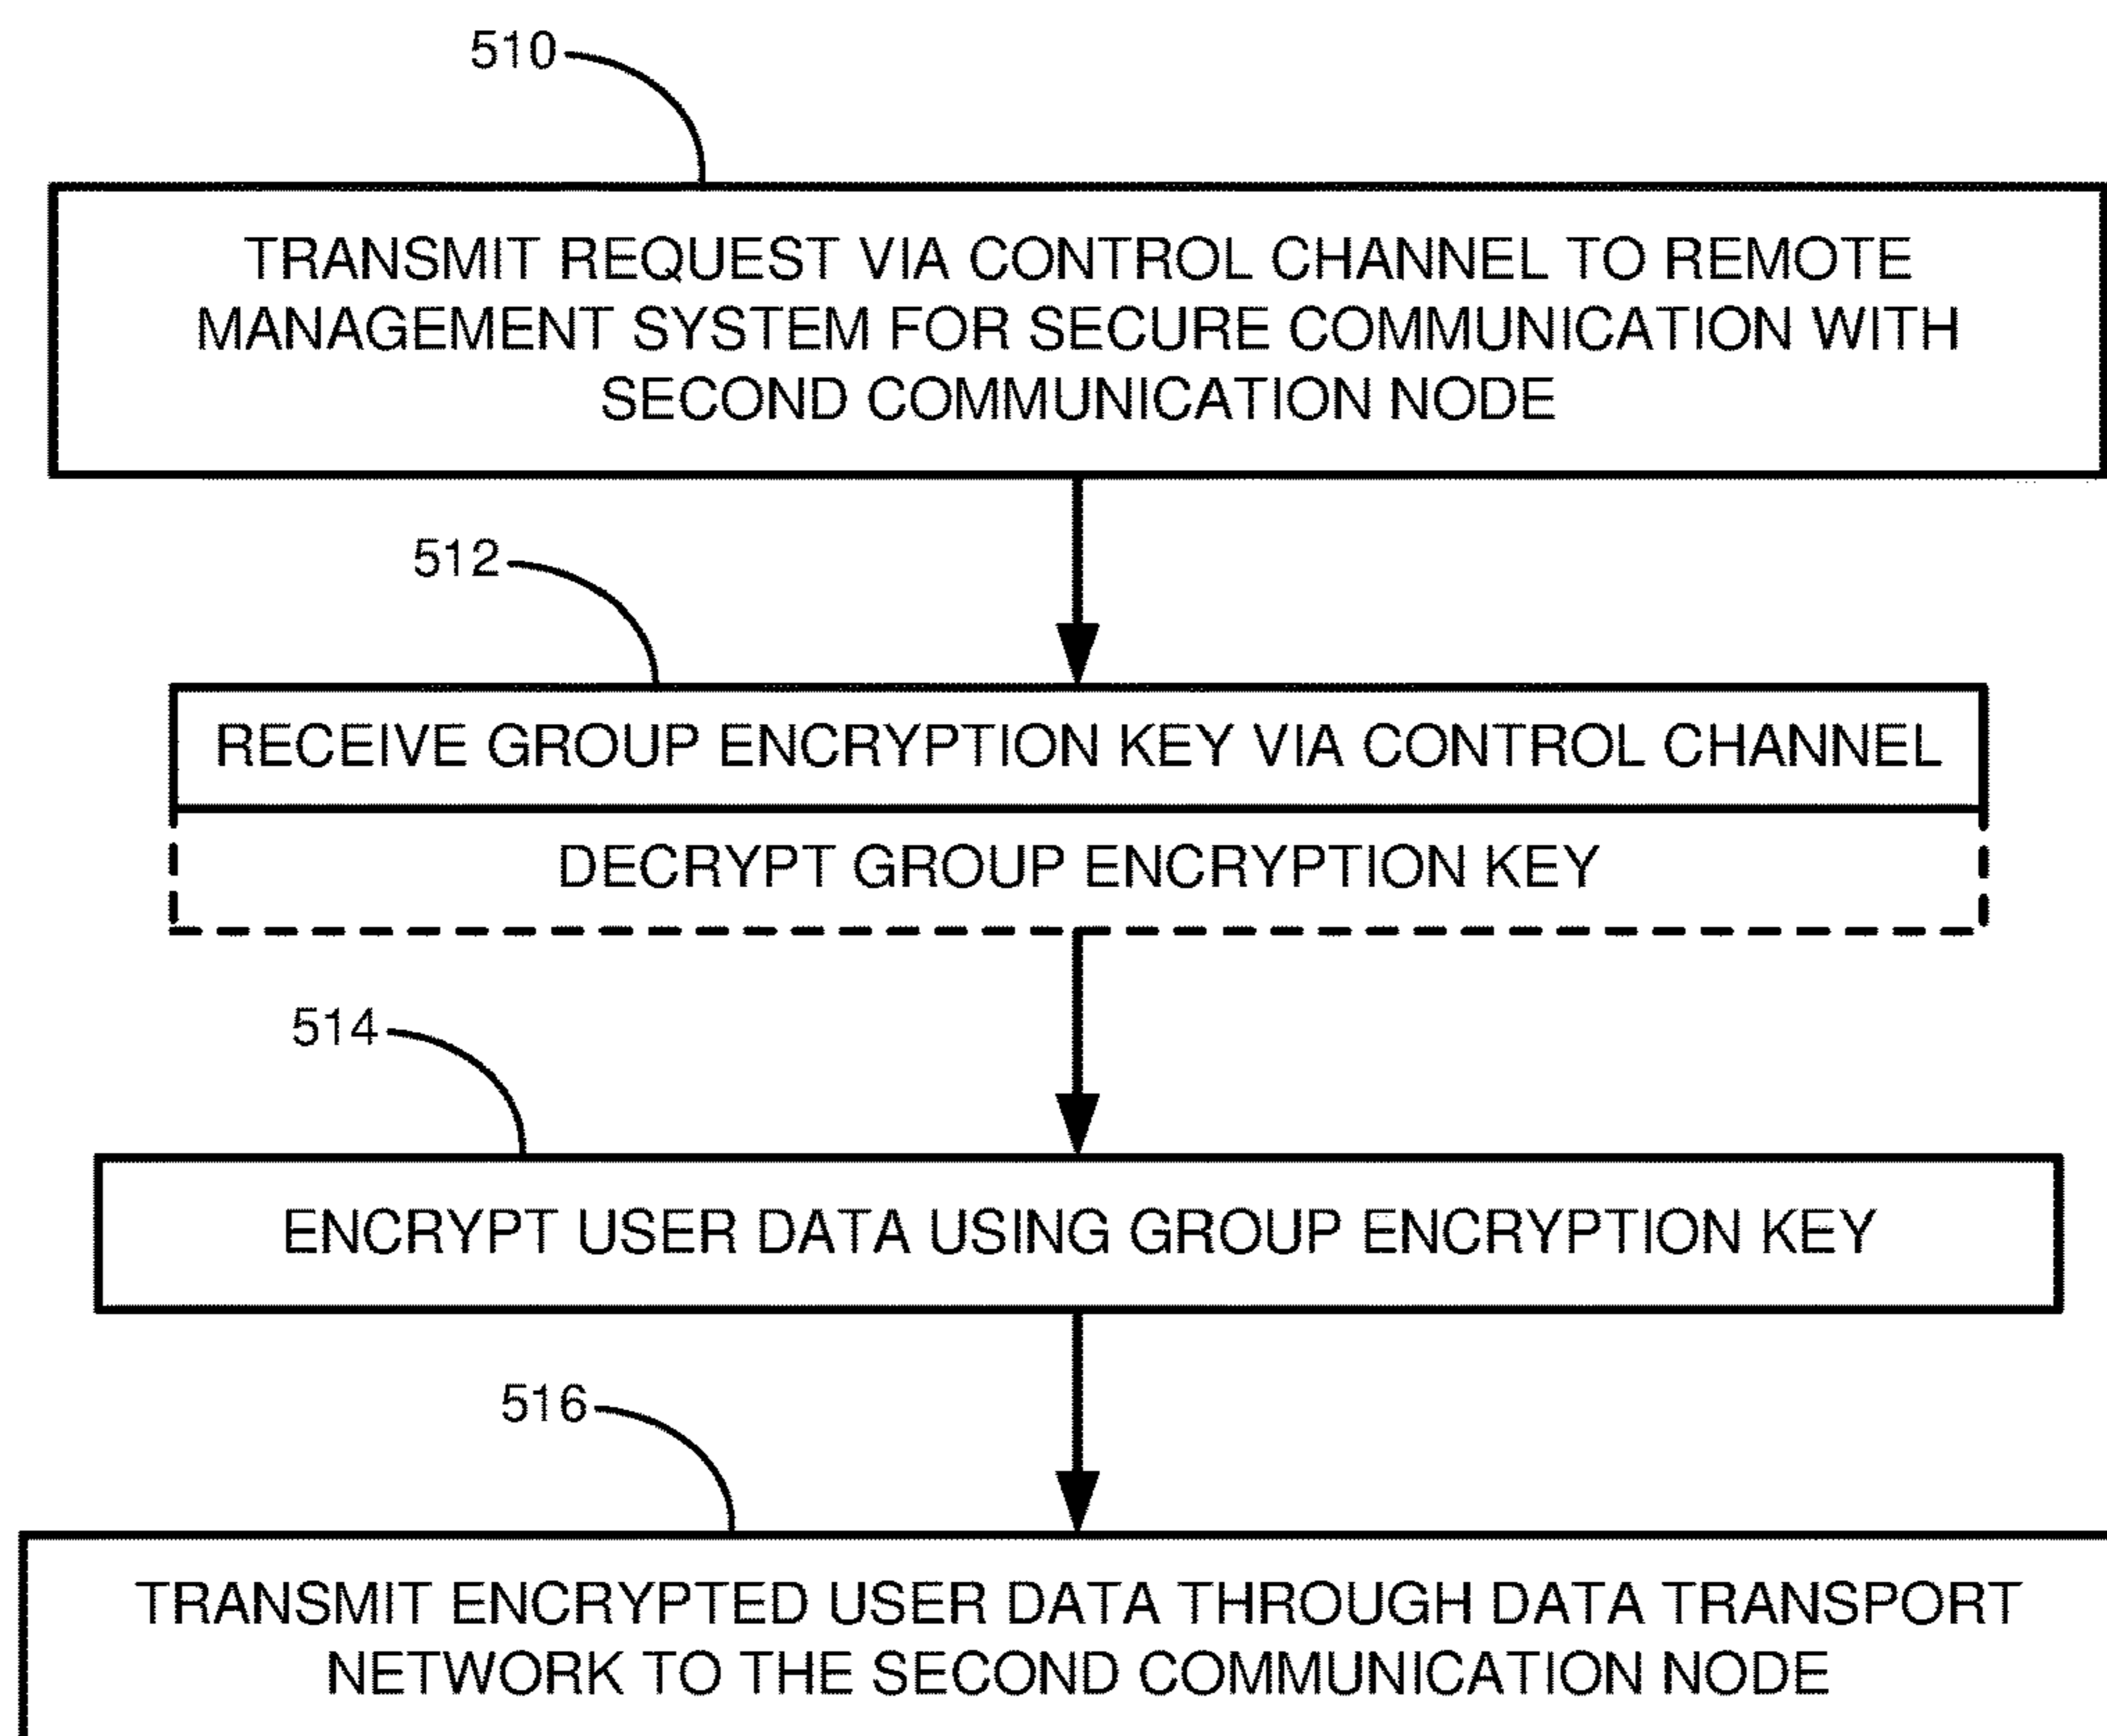 510
TRANSMIT REQUEST VIA CONTROL CHANNEL TO REMOTE
MANAGEMENT SYSTEM FOR SECURE COMMUNICATION WITH
SECOND COMMUNICATION NODE
512
RECEIVE GROUP ENCRYPTION KEY VIA CONTROL CHANNEL
DECRYPT GROUP ENCRYPTION KEY
514
ENCRYPT USER DATA USING GROUP ENCRYPTION KEY
516
TRANSMIT ENCRYPTED USER DATA THROUGH DATA TRANSPORT
NETWORK TO THE SECOND COMMUNICATION NODE